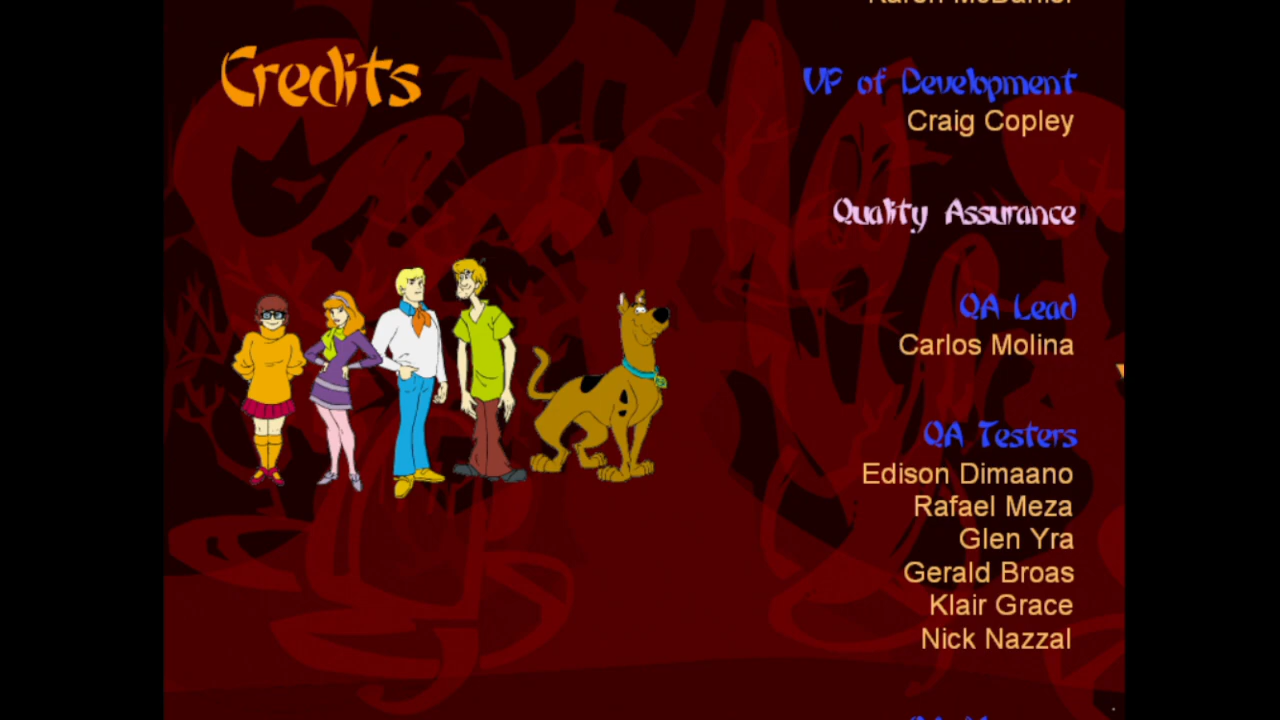 Credits
VP of Development
Craig Copley
Quality Assurance
QA Lead
Carlos Molina
QA Testers
Edison Dimaano
Rafael Meza
Glen Yra
Gerald Broas
Klair Grace
Nick Nazzal